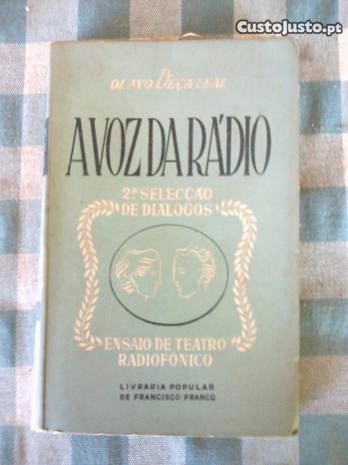 CustoJusto.pt
OLAVO D'EÇA LEAL
A VOZ DA RÁDIO
2.ª SELECÇÃO
DE DIÁLOGOS
ENSAIO DE TEATRO
RADIOFÓNICO
LIVRARIA POPULAR
DE FRANCISCO FRANCO